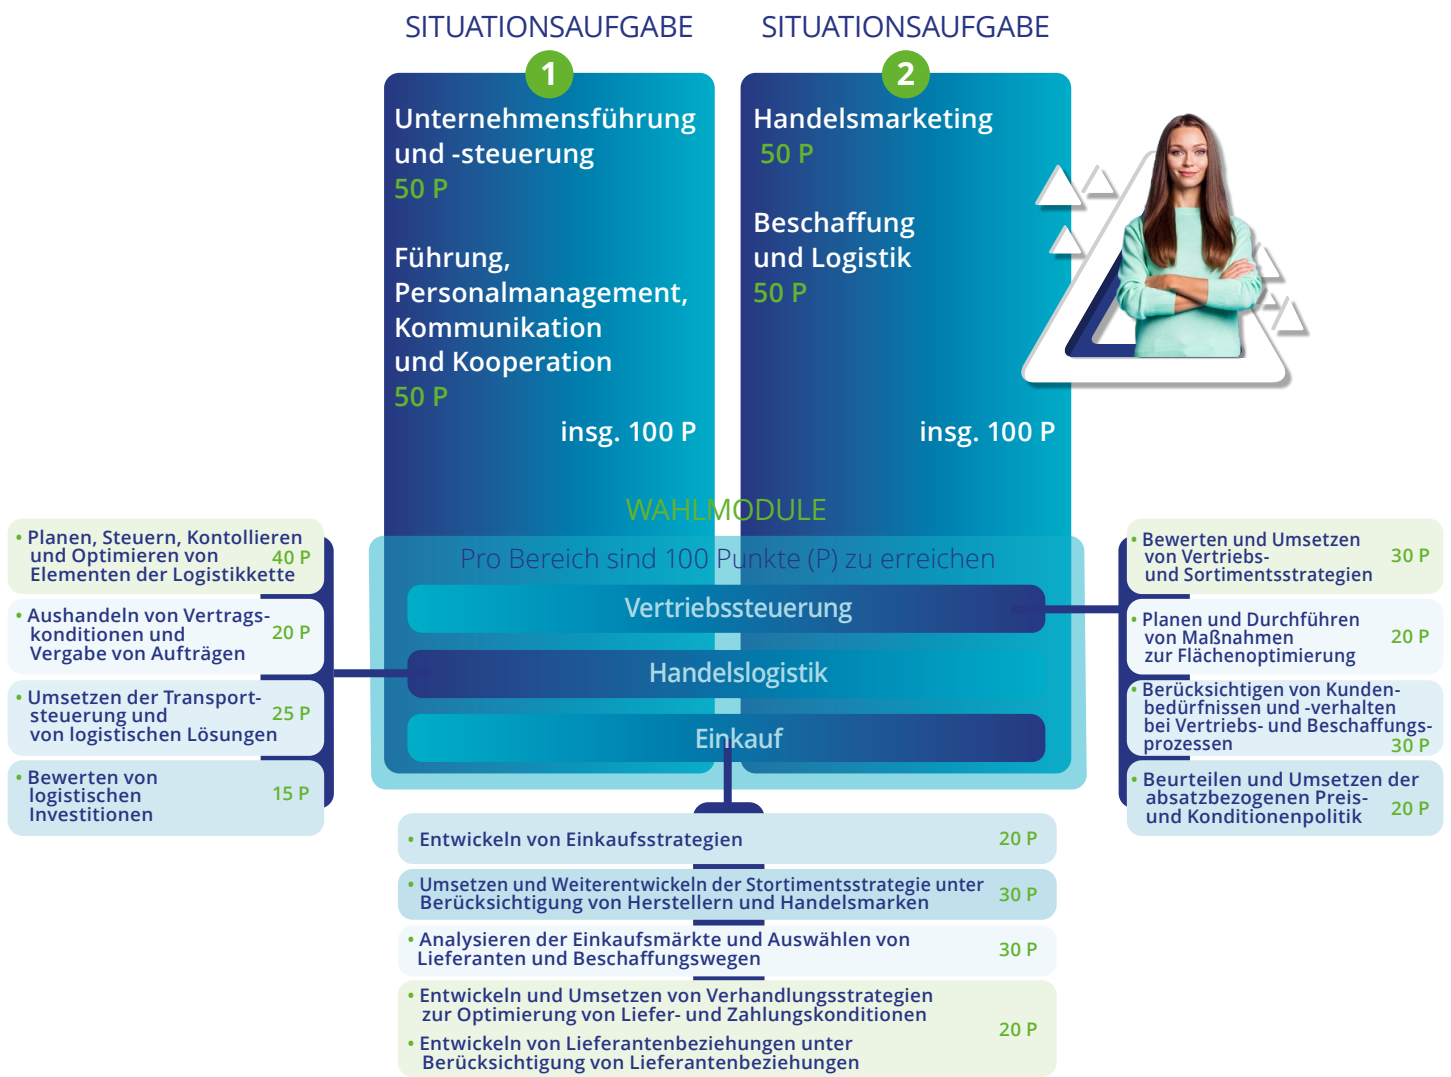 SITUATIONSAUFGABE
1
Unternehmensführung
und -steuerung
50 P
Führung,
Personalmanagement,
Kommunikation
und Kooperation
50 P
insg. 100 P
SITUATIONSAUFGABE
2
Handelsmarketing
50 P
Beschaffung
und Logistik
50 P
insg. 100 P
WAHLMODULE
Pro Bereich sind 100 Punkte (P) zu erreichen
Vertriebssteuerung
Handelslogistik
Einkauf
• Planen, Steuern, Kontollieren
und Optimieren von 40 P
Elementen der Logistikkette
• Aushandeln von Vertrags-
konditionen und 20 P
Vergabe von Aufträgen
• Umsetzen der Transport-
steuerung und 25 P
von logistischen Lösungen
• Bewerten von
logistischen 15 P
Investitionen
• Bewerten und Umsetzen
von Vertriebs- 30 P
und Sortimentsstrategien
• Planen und Durchführen
von Maßnahmen 20 P
zur Flächenoptimierung
• Berücksichtigen von Kunden-
bedürfnissen und -verhalten
bei Vertriebs- und Beschaffungs-
prozessen 30 P
• Beurteilen und Umsetzen der
absatzbezogenen Preis- 20 P
und Konditionenpolitik
• Entwickeln von Einkaufsstrategien 20 P
• Umsetzen und Weiterentwickeln der Stortimentsstrategie unter
Berücksichtigung von Herstellern und Handelsmarken 30 P
• Analysieren der Einkaufsmärkte und Auswählen von
Lieferanten und Beschaffungswegen 30 P
• Entwickeln und Umsetzen von Verhandlungsstrategien
zur Optimierung von Liefer- und Zahlungskonditionen
20 P
• Entwickeln von Lieferantenbeziehungen unter
Berücksichtigung von Lieferantenbeziehungen